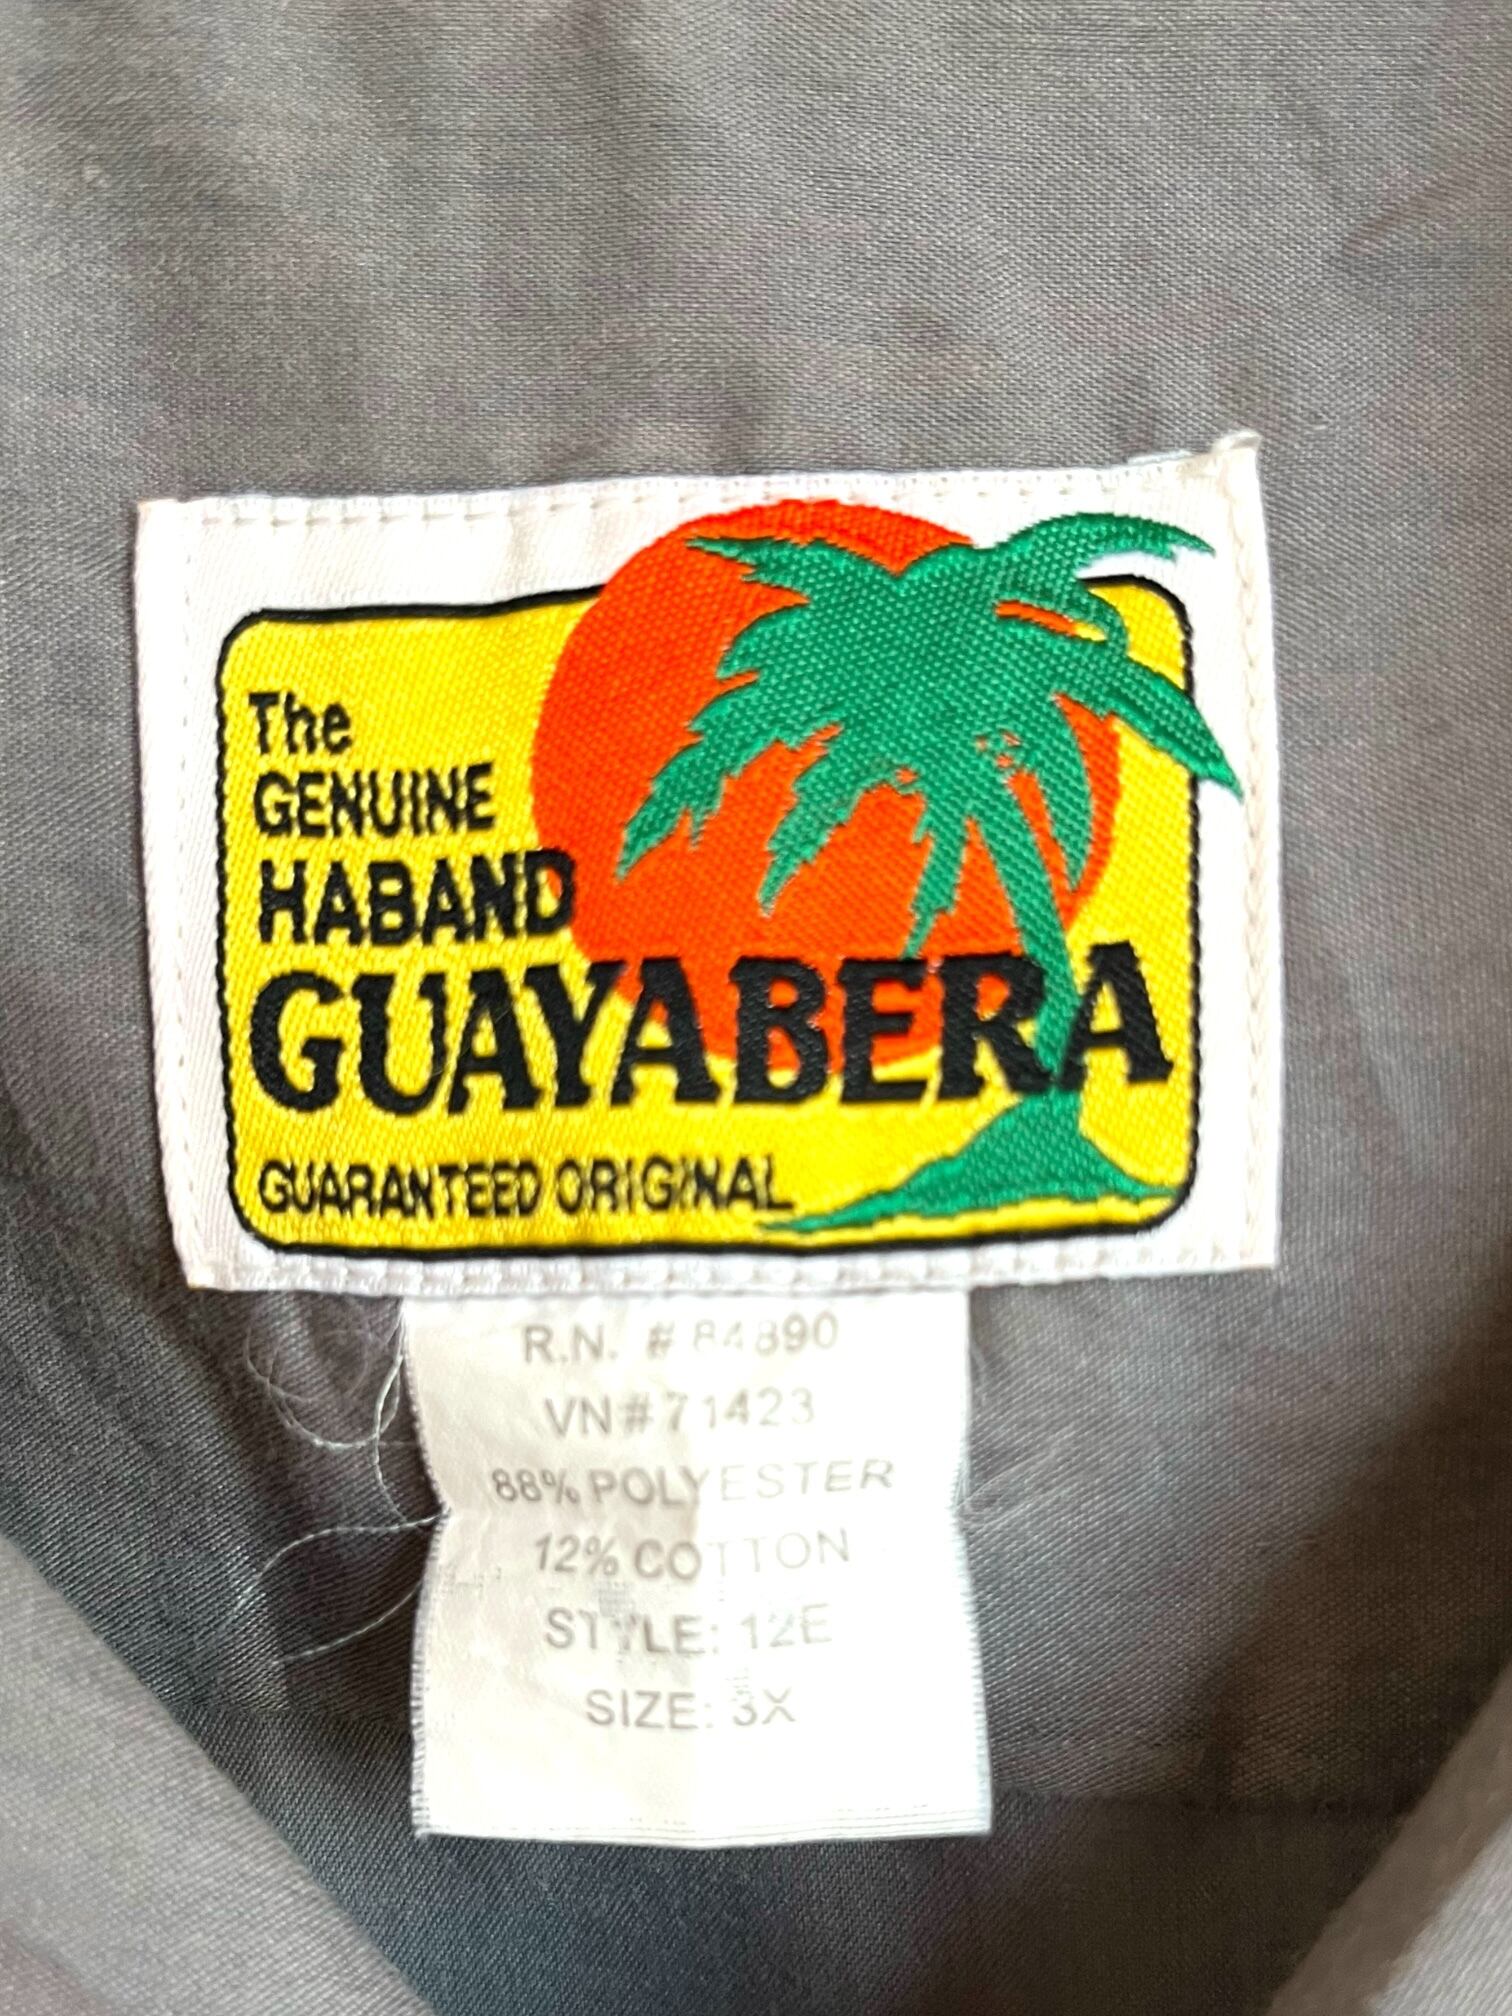 The
GENUINE
HABAND
GUAYABERA
GUARANTEED ORIGINAL
R.N. # 84890
VN#71423
88% POLYESTER
12% COTTON
STYLE: 12E
SIZE: 3X